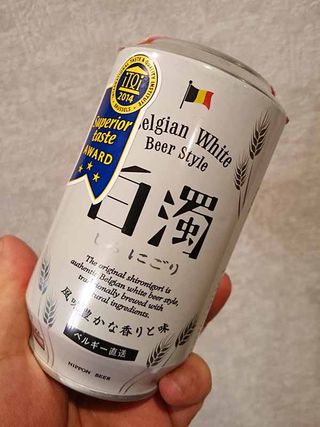 iTQi
2014
Superior
taste
AWARD
Belgian White
Beer Style
白濁
しろにごり
The original shironigori is
authentic Belgian white beer style,
traditionally brewed with
natural ingredients.
風味豊かな香りと味
ベルギー直送
NIPPON BEER